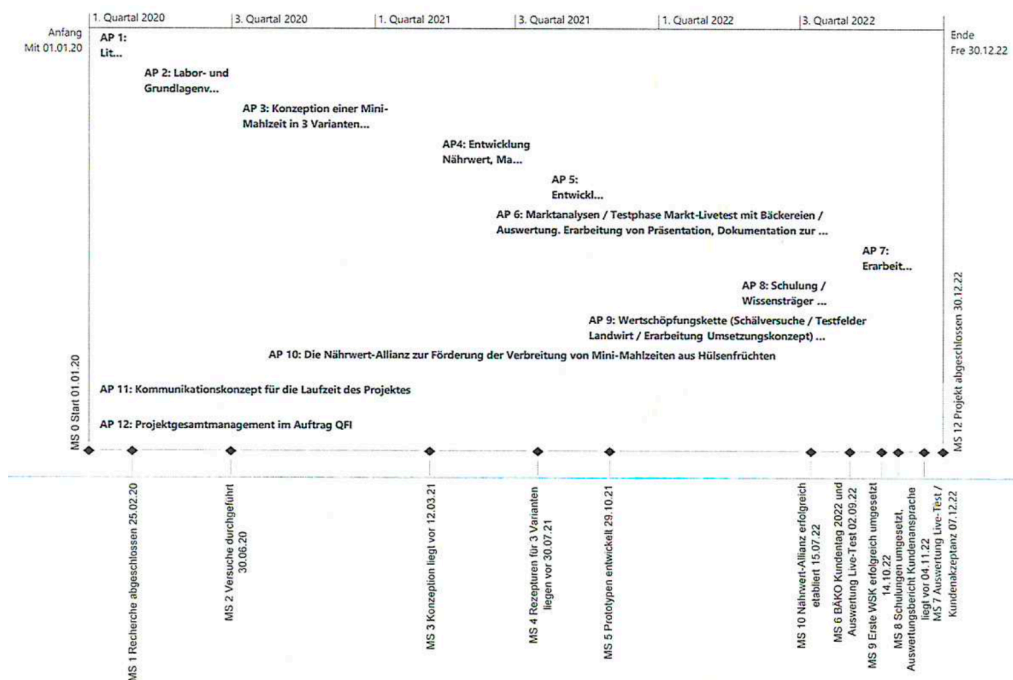 1. Quartal 2020
3. Quartal 2020
1. Quartal 2021
3. Quartal 2021
1. Quartal 2022
3. Quartal 2022
Anfang
Mit 01.01.20
Ende
Fre 30.12.22
AP 1:
Lit...
AP 2: Labor- und
Grundlagenv...
AP 3: Konzeption einer Mini-
Mahlzeit in 3 Varianten...
AP4: Entwicklung
Nährwert, Ma...
AP 5:
Entwickl...
AP 6: Marktanalysen / Testphase Markt-Livetest mit Bäckereien /
Auswertung. Erarbeitung von Präsentation, Dokumentation zur ...
AP 7:
Erarbeit...
AP 8: Schulung /
Wissensträger ...
AP 9: Wertschöpfungskette (Schälversuche / Testfelder
Landwirt / Erarbeitung Umsetzungskonzept) ...
AP 10: Die Nährwert-Allianz zur Förderung der Verbreitung von Mini-Mahlzeiten aus Hülsenfrüchten
AP 11: Kommunikationskonzept für die Laufzeit des Projektes
AP 12: Projektgesamtmanagement im Auftrag QFI
MS 0 Start 01.01.20
MS 12 Projekt abgeschlossen 30.12.22
MS 1 Recherche abgeschlossen 25.02.20
MS 2 Versuche durchgeführt
30.06.20
MS 3 Konzeption liegt vor 12.03.21
MS 4 Rezepturen für 3 Varianten
liegen vor 30.07.21
MS 5 Prototypen entwickelt 29.10.21
MS 10 Nährwert-Allianz erfolgreich
etabliert 15.07.22
MS 6 BÄKO Kundentag 2022 und
Auswertung Live-Test 02.09.22
MS 9 Erste WSK erfolgreich umgesetzt
14.10.22
MS 8 Schulungen umgesetzt,
Auswertungsbericht Kundenansprache
liegt vor 04.11.22
MS 7 Auswertung Live-Test /
Kundenakzeptanz 07.12.22